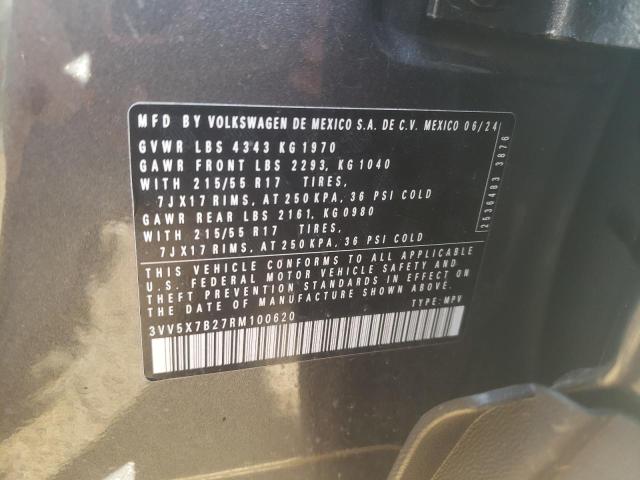 MFD BY VOLKSWAGEN DE MEXICO S.A. DE C.V. MEXICO 06/24
GVWR LBS 4343 KG 1970
GAWR FRONT LBS 2293, KG 1040
WITH 215/55 R17 TIRES,
7JX17 RIMS, AT 250 KPA, 36 PSI COLD
GAWR REAR LBS 2161, KG 0980
WITH 215/55 R17 TIRES,
7JX17 RIMS, AT 250 KPA, 36 PSI COLD
THIS VEHICLE CONFORMS TO ALL APPLICABLE
FEDERAL MOTOR VEHICLE SAFETY AND
THEFT PREVENTION STANDARDS IN EFFECT ON
THE DATE OF MANUFACTURE SHOWN ABOVE.
3VV5X7B27RM100620 TYPE: MPV
2536483 3876